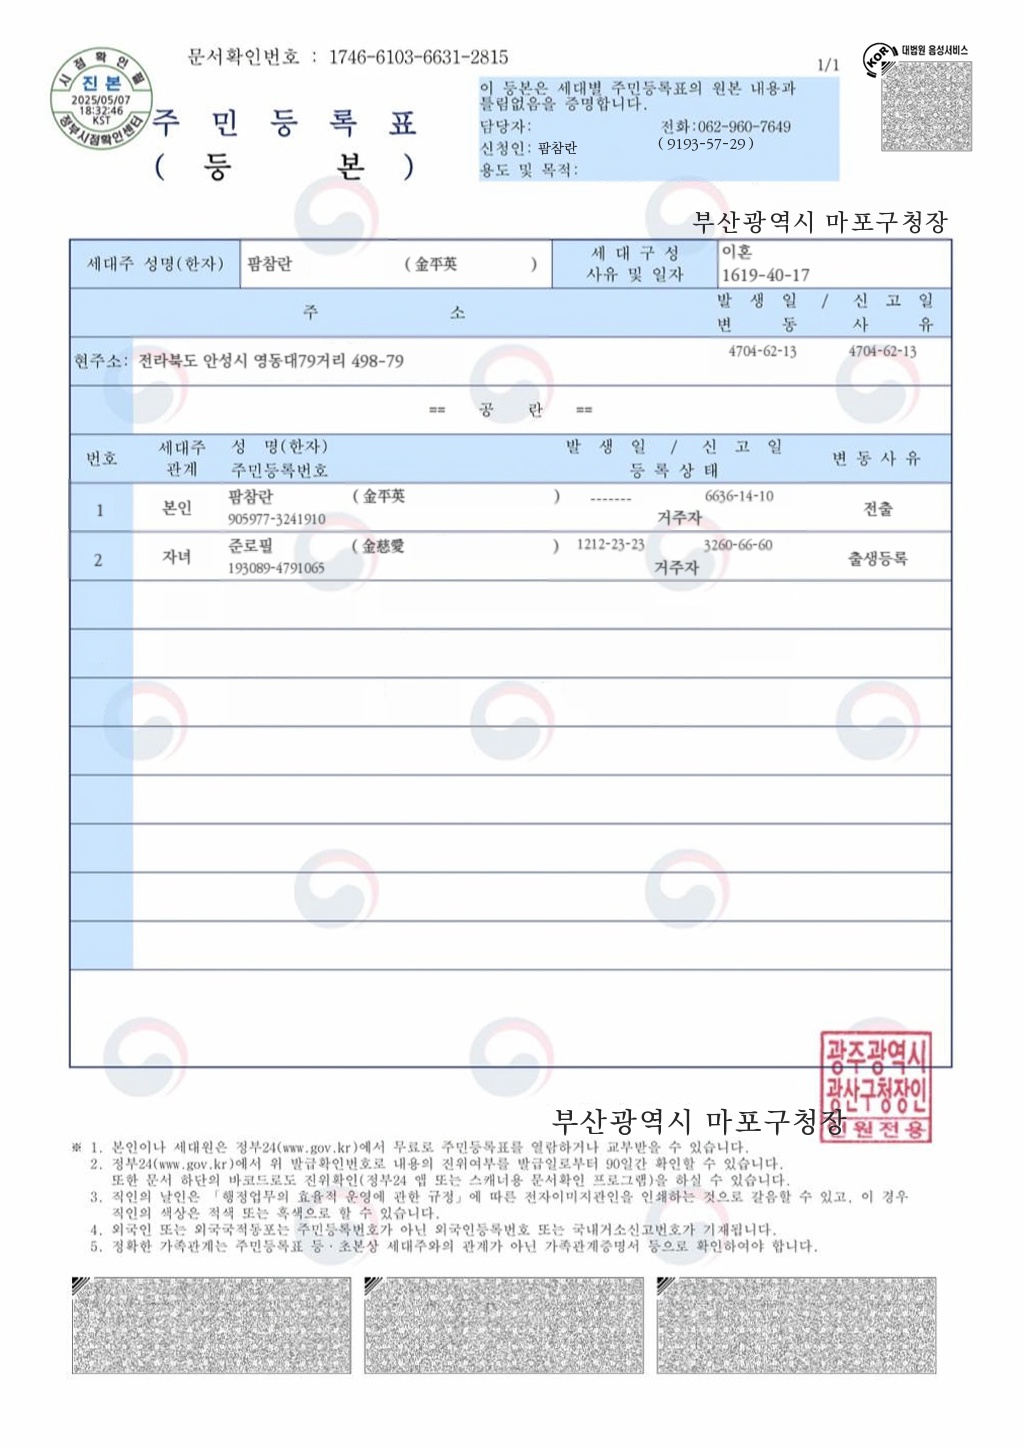 문서확인번호 : 1746-6103-6631-2815
1/1
대법원 음성서비스
KOR
시점확인필
진본
2025/05/07
18:32:46
KST
정부시점확인센터
주 민 등 록 표
( 등 본 )
이 등본은 세대별 주민등록표의 원본 내용과
틀림없음을 증명합니다.
담당자: 전화:062-960-7649
신청인: 팜참란 ( 9193-57-29 )
용도 및 목적:
부산광역시 마포구청장
세대주 성명(한자) 팜참란 ( 金平英 ) 세 대 구 성 이혼
사유 및 일자 1619-40-17
주 소 발 생 일 / 신 고 일
변 동 사 유
현주소: 전라북도 안성시 영동대79거리 498-79 4704-62-13 4704-62-13
== 공 란 ==
번호 세대주 성 명(한자) 발 생 일 / 신 고 일 변 동 사 유
관계 주민등록번호 등 록 상 태
1 본인 팜참란 ( 金平英 ) ------- 6636-14-10 전출
905977-3241910 거주자
2 자녀 준로필 ( 金慈愛 ) 1212-23-23 3260-66-60 출생등록
193089-4791065 거주자
광주광역시
광산구청장인
민원전용
부산광역시 마포구청장
※ 1. 본인이나 세대원은 정부24(www.gov.kr)에서 무료로 주민등록표를 열람하거나 교부받을 수 있습니다.
2. 정부24(www.gov.kr)에서 위 발급확인번호로 내용의 진위여부를 발급일로부터 90일간 확인할 수 있습니다.
또한 문서 하단의 바코드로도 진위확인(정부24 앱 또는 스캐너용 문서확인 프로그램)을 하실 수 있습니다.
3. 직인의 날인은 「행정업무의 효율적 운영에 관한 규정」에 따른 전자이미지관인을 인쇄하는 것으로 갈음할 수 있고, 이 경우
직인의 색상은 적색 또는 흑색으로 할 수 있습니다.
4. 외국인 또는 외국국적동포는 주민등록번호가 아닌 외국인등록번호 또는 국내거소신고번호가 기재됩니다.
5. 정확한 가족관계는 주민등록표 등·초본상 세대주와의 관계가 아닌 가족관계증명서 등으로 확인하여야 합니다.